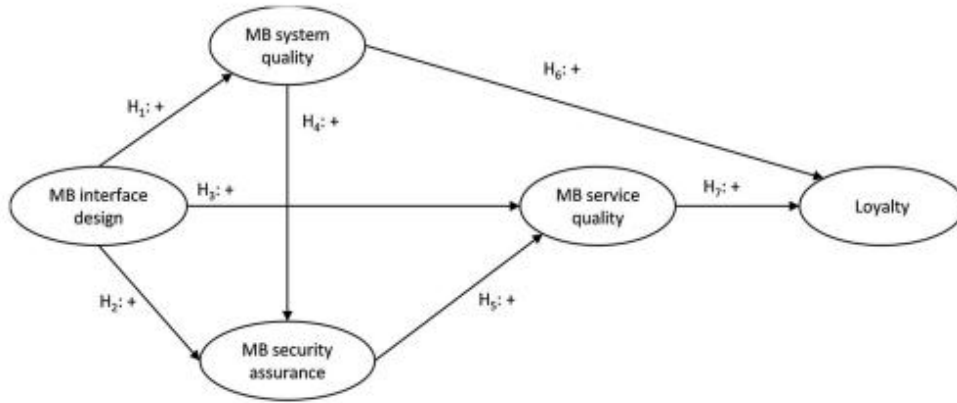 MB system
quality
H₆: +
H₁: +
H₄: +
MB interface
design
H₃: +
MB service
quality
H₇: +
Loyalty
H₂: +
H₅: +
MB security
assurance